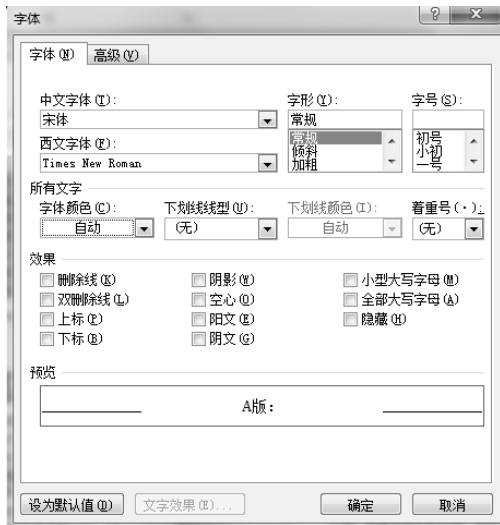 字体
? X
字体(N) 高级(V)
中文字体(T): 字形(Y): 字号(S):
宋体 常规
常规 初号
西文字体(F): 倾斜 小初
Times New Roman 加粗 一号
所有文字
字体颜色(C): 下划线线型(U): 下划线颜色(I): 着重号(·):
自动 (无) 自动 (无)
效果
删除线(K) 阴影(W) 小型大写字母(M)
双删除线(L) 空心(O) 全部大写字母(A)
上标(P) 阳文(E) 隐藏(H)
下标(B) 阴文(G)
预览
A版:
设为默认值(D) 文字效果(E)... 确定 取消